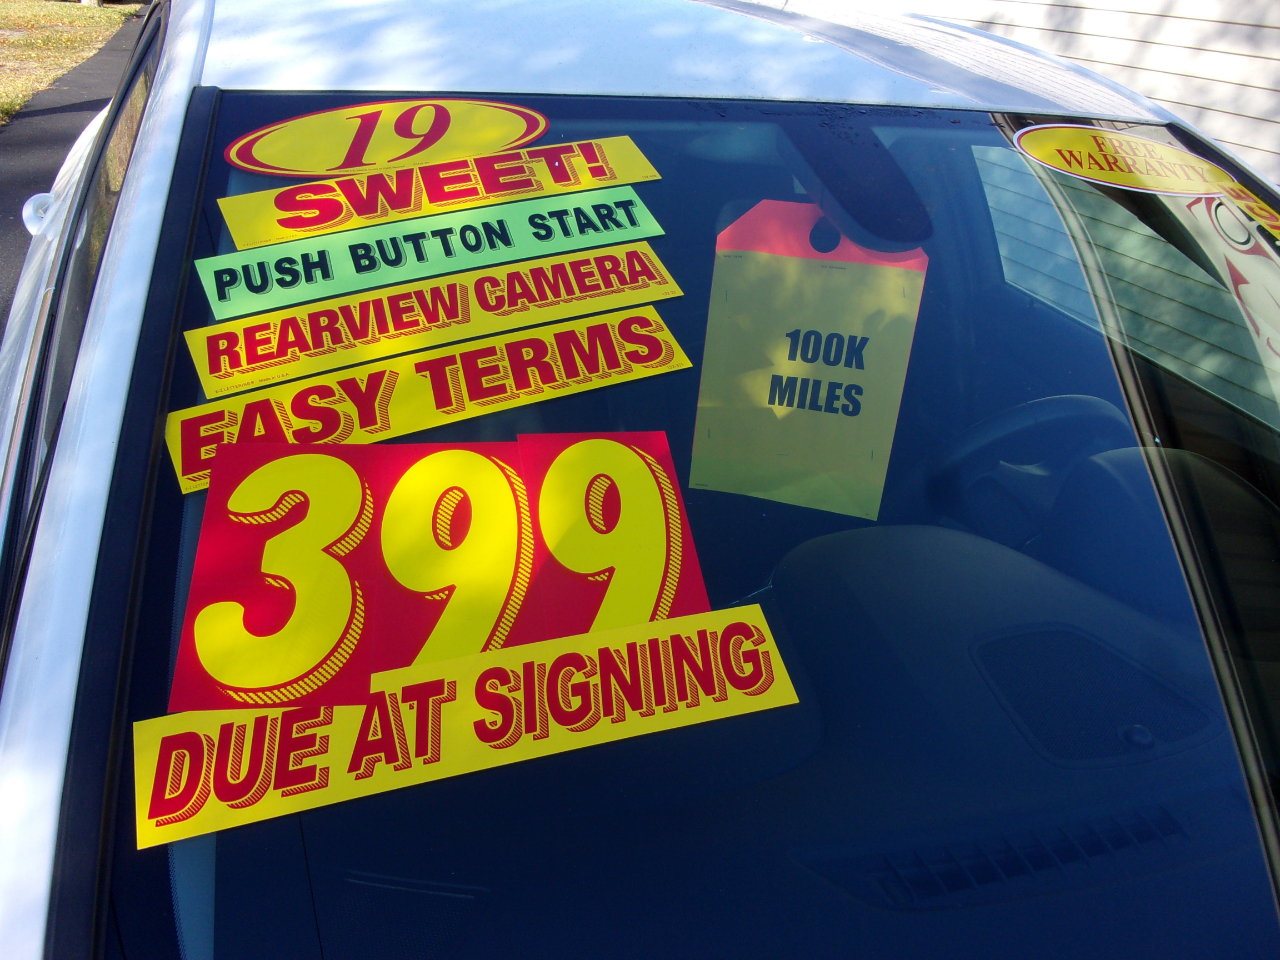 19
SWEET!
PUSH BUTTON START
REARVIEW CAMERA
EASY TERMS
399
DUE AT SIGNING
100K
MILES
FREE
WARRANTY